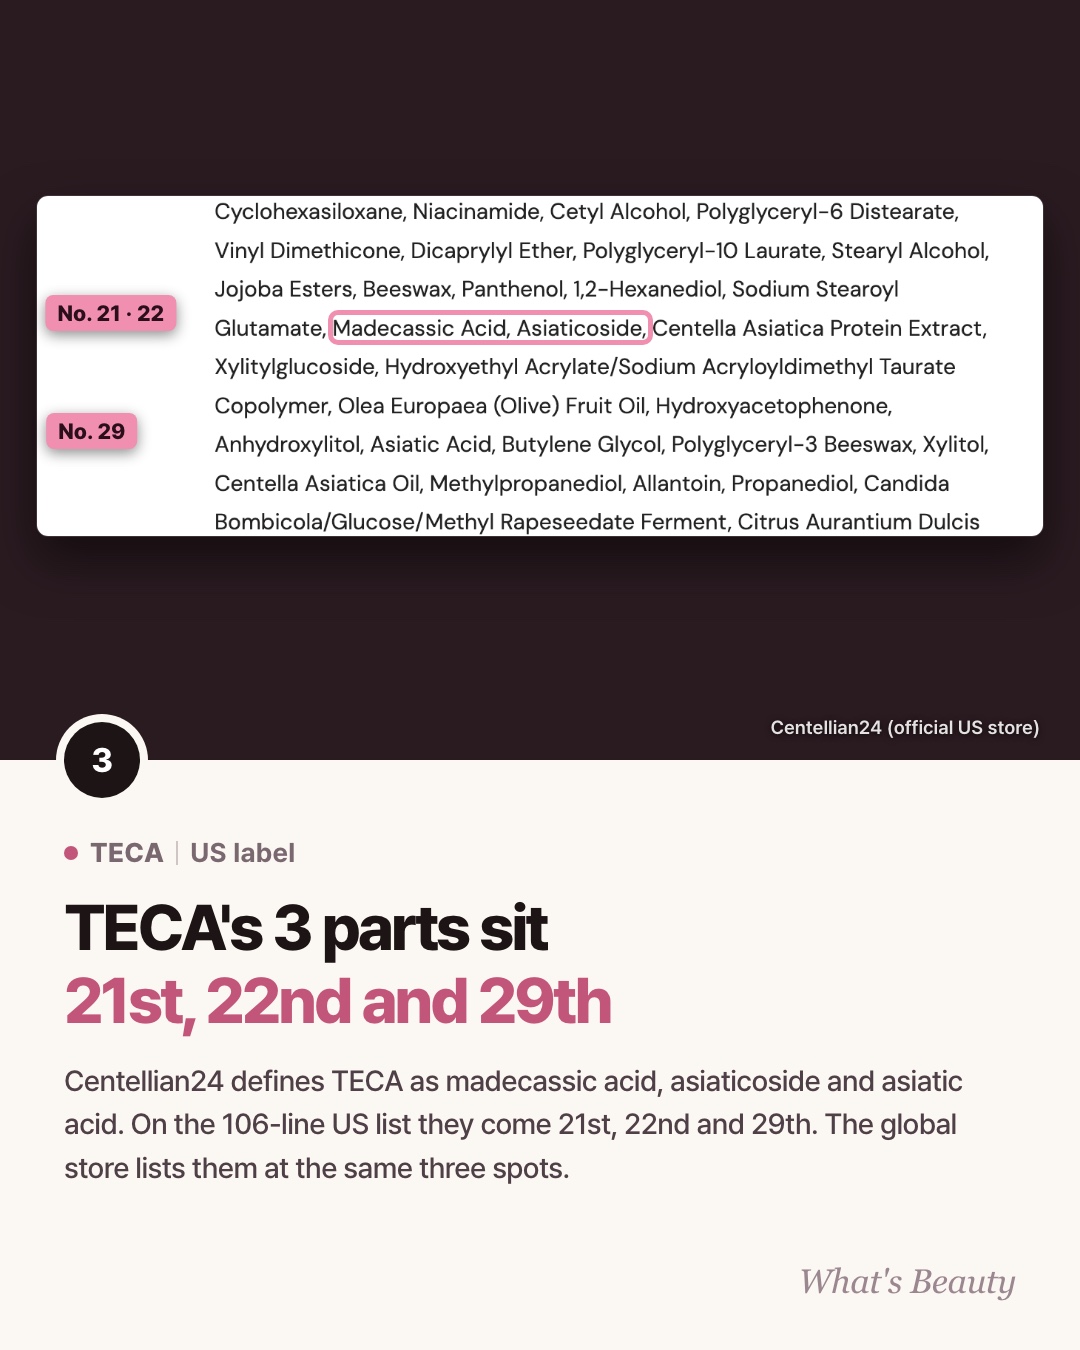 Cyclohexasiloxane, Niacinamide, Cetyl Alcohol, Polyglyceryl-6 Distearate,
Vinyl Dimethicone, Dicaprylyl Ether, Polyglyceryl-10 Laurate, Stearyl Alcohol,
Jojoba Esters, Beeswax, Panthenol, 1,2-Hexanediol, Sodium Stearoyl
No. 21 · 22
Glutamate, Madecassic Acid, Asiaticoside, Centella Asiatica Protein Extract,
Xylitylglucoside, Hydroxyethyl Acrylate/Sodium Acryloyldimethyl Taurate
Copolymer, Olea Europaea (Olive) Fruit Oil, Hydroxyacetophenone,
No. 29
Anhydroxylitol, Asiatic Acid, Butylene Glycol, Polyglyceryl-3 Beeswax, Xylitol,
Centella Asiatica Oil, Methylpropanediol, Allantoin, Propanediol, Candida
Bombicola/Glucose/Methyl Rapeseedate Ferment, Citrus Aurantium Dulcis
Centellian24 (official US store)
3
TECA | US label
TECA's 3 parts sit
21st, 22nd and 29th
Centellian24 defines TECA as madecassic acid, asiaticoside and asiatic
acid. On the 106-line US list they come 21st, 22nd and 29th. The global
store lists them at the same three spots.
What's Beauty